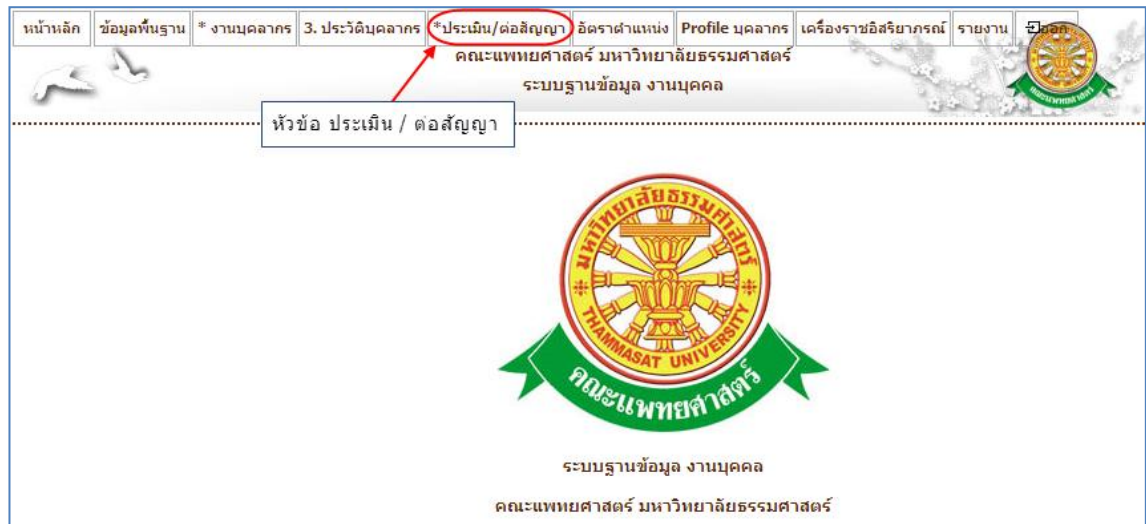 หน้าหลัก ข้อมูลพื้นฐาน * งานบุคลากร 3. ประวัติบุคลากร *ประเมิน/ต่อสัญญา อัตราตำแหน่ง Profile บุคลากร เครื่องราชอิสริยาภรณ์ รายงาน ออก
คณะแพทยศาสตร์ มหาวิทยาลัยธรรมศาสตร์
ระบบฐานข้อมูล งานบุคคล
คณะแพทยศาสตร์
หัวข้อ ประเมิน / ต่อสัญญา
มหาวิทยาลัยธรรมศาสตร์
THAMMASAT UNIVERSITY
คณะแพทยศาสตร์
ระบบฐานข้อมูล งานบุคคล
คณะแพทยศาสตร์ มหาวิทยาลัยธรรมศาสตร์